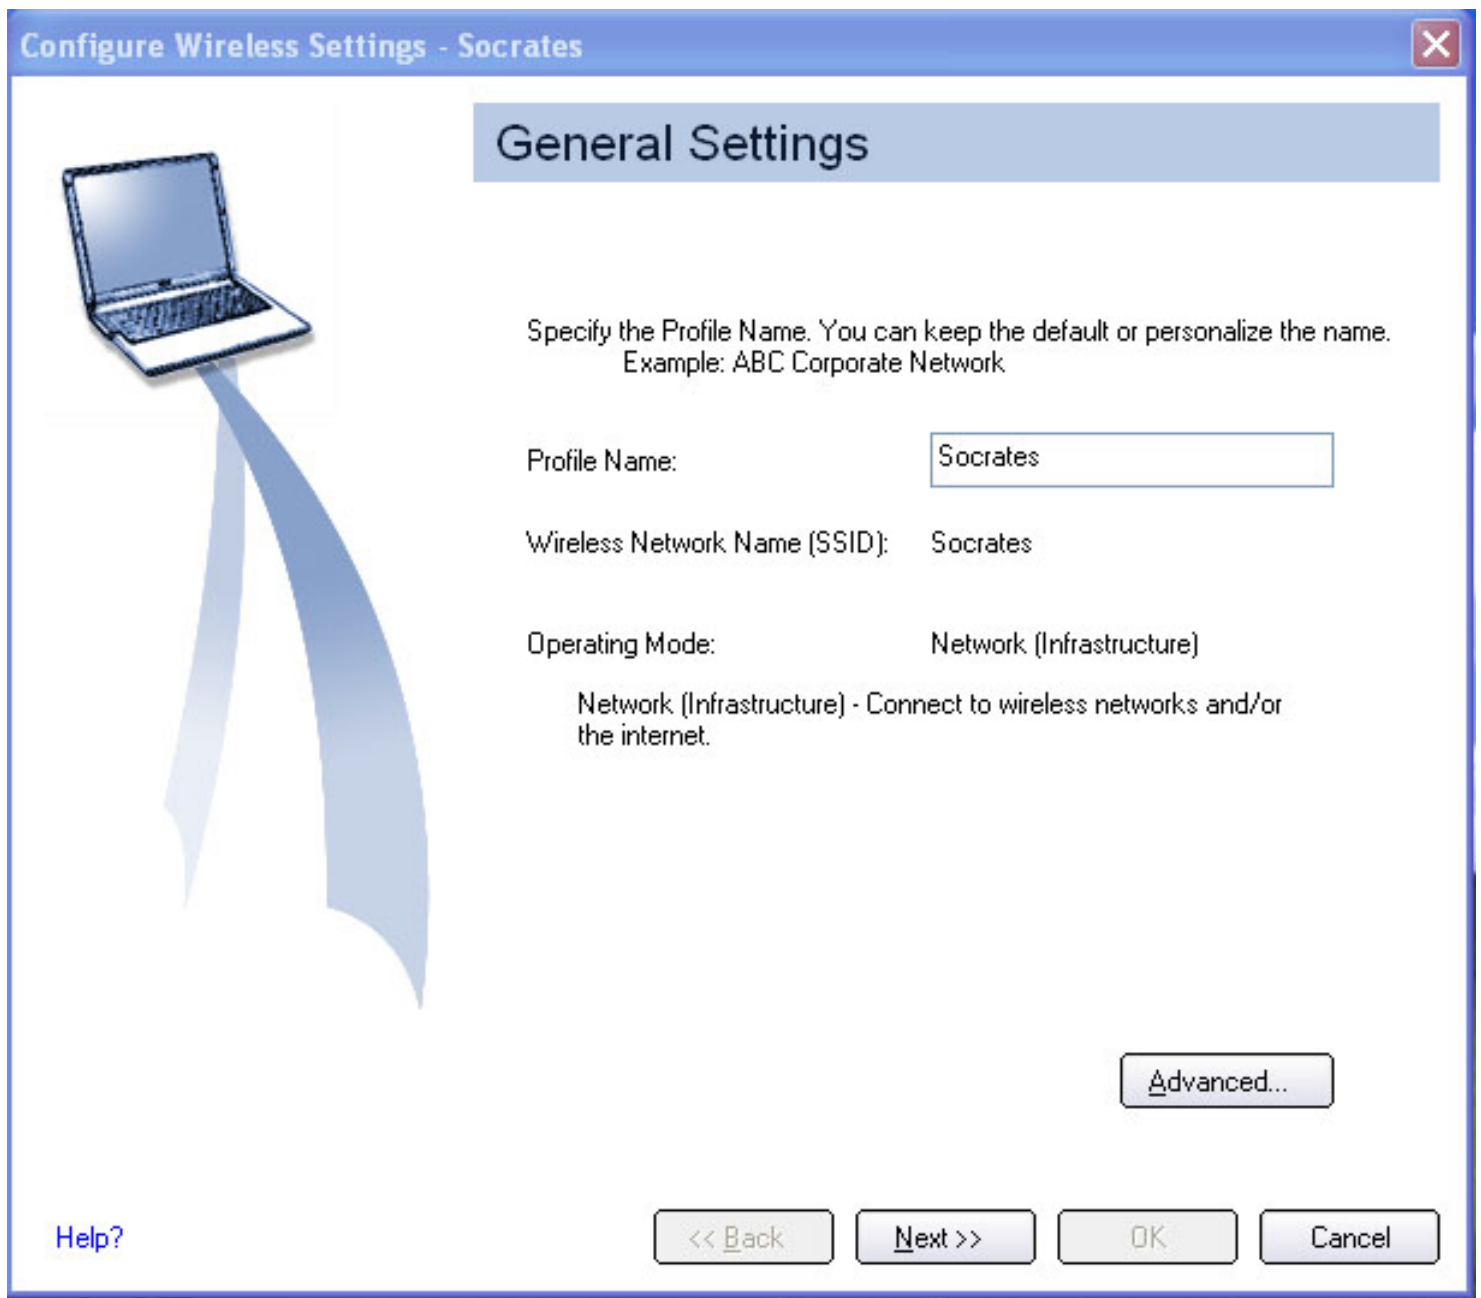 Configure Wireless Settings - Socrates
General Settings
Specify the Profile Name. You can keep the default or personalize the name.
Example: ABC Corporate Network
Profile Name: Socrates
Wireless Network Name (SSID): Socrates
Operating Mode: Network (Infrastructure)
Network (Infrastructure) - Connect to wireless networks and/or
the internet.
Advanced...
Help? << Back Next >> OK Cancel